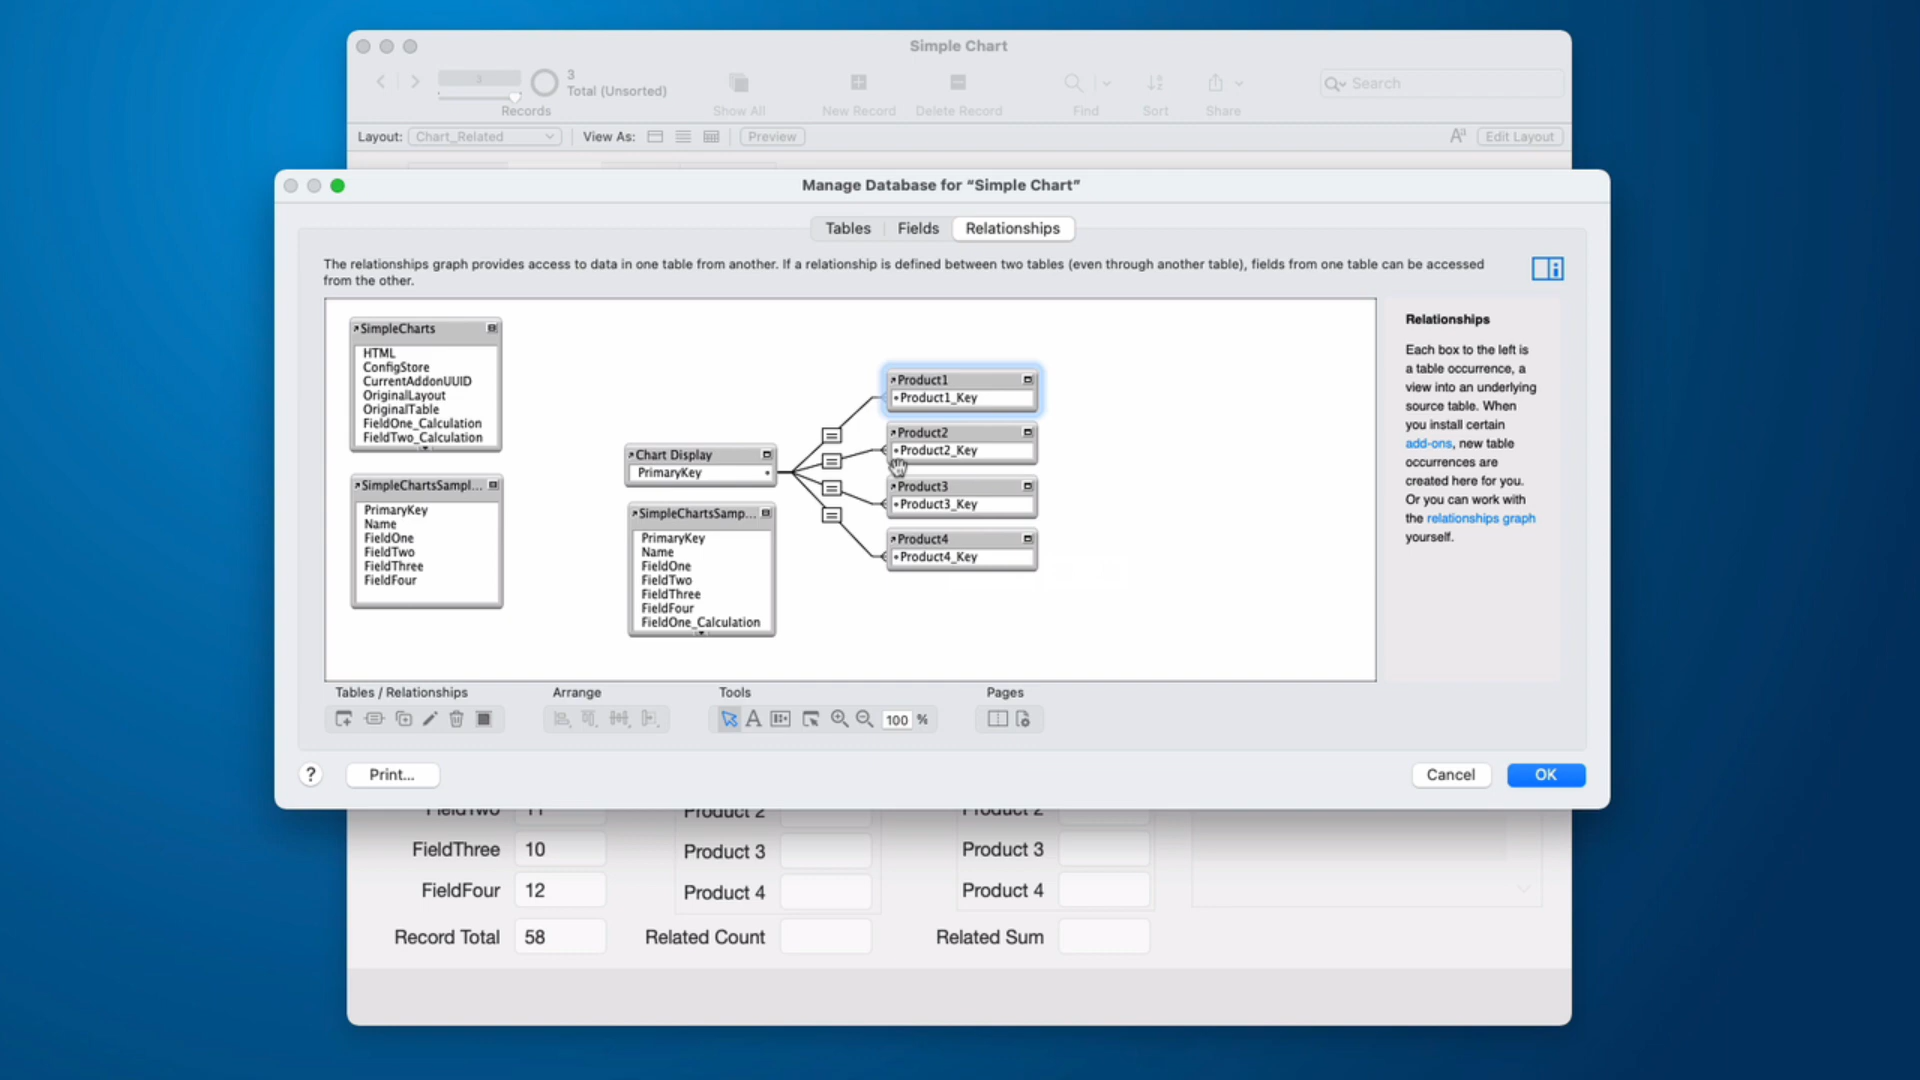 Simple Chart
3
3
Total (Unsorted)
Records
Show All
New Record
Delete Record
Find
Sort
Share
Search
Layout:
Chart_Related
View As:
Preview
Edit Layout
Manage Database for “Simple Chart”
Tables
Fields
Relationships
The relationships graph provides access to data in one table from another. If a relationship is defined between two tables (even through another table), fields from one table can be accessed
from the other.
SimpleCharts
HTML
ConfigStore
CurrentAddonUUID
OriginalLayout
OriginalTable
FieldOne_Calculation
FieldTwo_Calculation
SimpleChartsSampl...
PrimaryKey
Name
FieldOne
FieldTwo
FieldThree
FieldFour
Chart Display
PrimaryKey
SimpleChartsSamp...
PrimaryKey
Name
FieldOne
FieldTwo
FieldThree
FieldFour
FieldOne_Calculation
Product1
Product1_Key
Product2
Product2_Key
Product3
Product3_Key
Product4
Product4_Key
Relationships
Each box to the left is
a table occurrence, a
view into an underlying
source table. When
you install certain
add-ons, new table
occurrences are
created here for you.
Or you can work with
the relationships graph
yourself.
Tables / Relationships
Arrange
Tools
Pages
A
100 %
?
Print...
Cancel
OK
FieldTwo 11
Product 2
Product 2
FieldThree 10
Product 3
Product 3
FieldFour 12
Product 4
Product 4
Record Total 58
Related Count
Related Sum